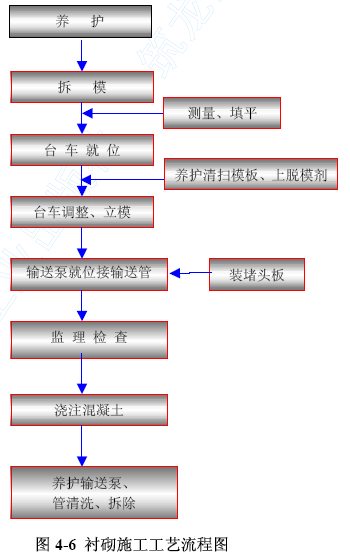 养 护
拆 模
测量、填平
台 车 就 位
养护清扫模板、上脱模剂
台车调整、立模
输送泵就位接输送管
装堵头板
监 理 检 查
浇注混凝土
养护输送泵、
管清洗、拆除
图 4-6 衬砌施工工艺流程图